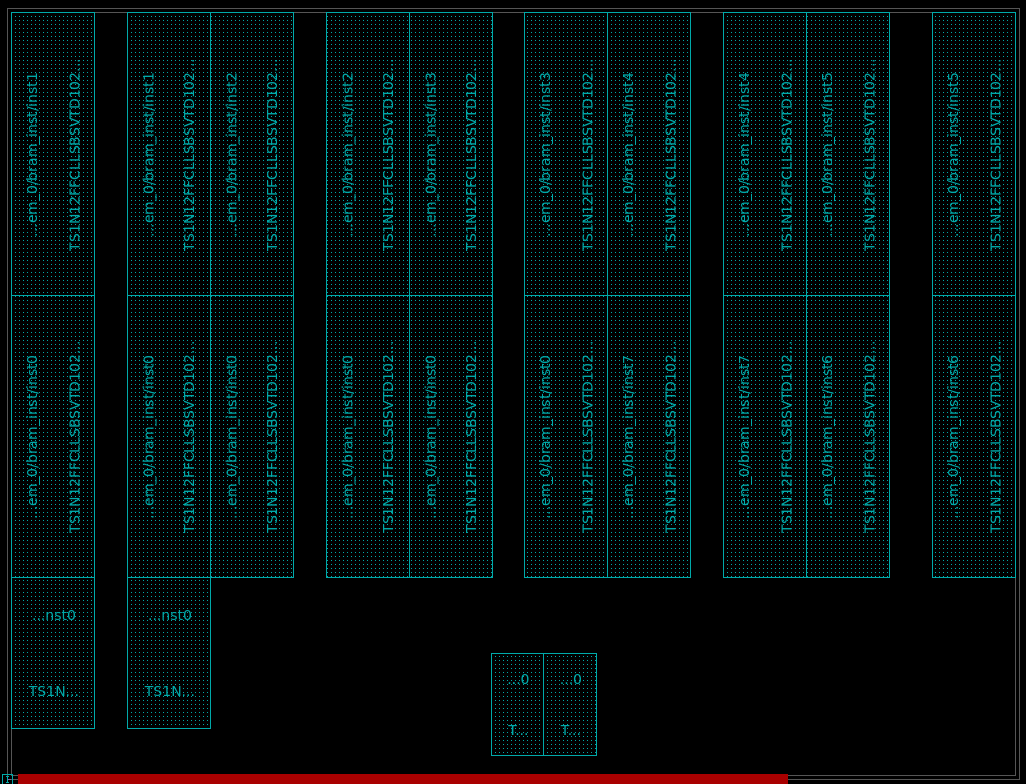 ...em_0/bram_inst/inst1
TS1N12FFCLLSBSVTD102...
...em_0/bram_inst/inst1
TS1N12FFCLLSBSVTD102...
...em_0/bram_inst/inst2
TS1N12FFCLLSBSVTD102...
...em_0/bram_inst/inst2
TS1N12FFCLLSBSVTD102...
...em_0/bram_inst/inst3
TS1N12FFCLLSBSVTD102...
...em_0/bram_inst/inst3
TS1N12FFCLLSBSVTD102...
...em_0/bram_inst/inst4
TS1N12FFCLLSBSVTD102...
...em_0/bram_inst/inst4
TS1N12FFCLLSBSVTD102...
...em_0/bram_inst/inst5
TS1N12FFCLLSBSVTD102...
...em_0/bram_inst/inst5
TS1N12FFCLLSBSVTD102...
...em_0/bram_inst/inst0
TS1N12FFCLLSBSVTD102...
...em_0/bram_inst/inst0
TS1N12FFCLLSBSVTD102...
...em_0/bram_inst/inst0
TS1N12FFCLLSBSVTD102...
...em_0/bram_inst/inst0
TS1N12FFCLLSBSVTD102...
...em_0/bram_inst/inst0
TS1N12FFCLLSBSVTD102...
...em_0/bram_inst/inst0
TS1N12FFCLLSBSVTD102...
...em_0/bram_inst/inst7
TS1N12FFCLLSBSVTD102...
...em_0/bram_inst/inst7
TS1N12FFCLLSBSVTD102...
...em_0/bram_inst/inst6
TS1N12FFCLLSBSVTD102...
...em_0/bram_inst/inst6
TS1N12FFCLLSBSVTD102...
...nst0
TS1N...
...nst0
TS1N...
...0
T...
...0
T...